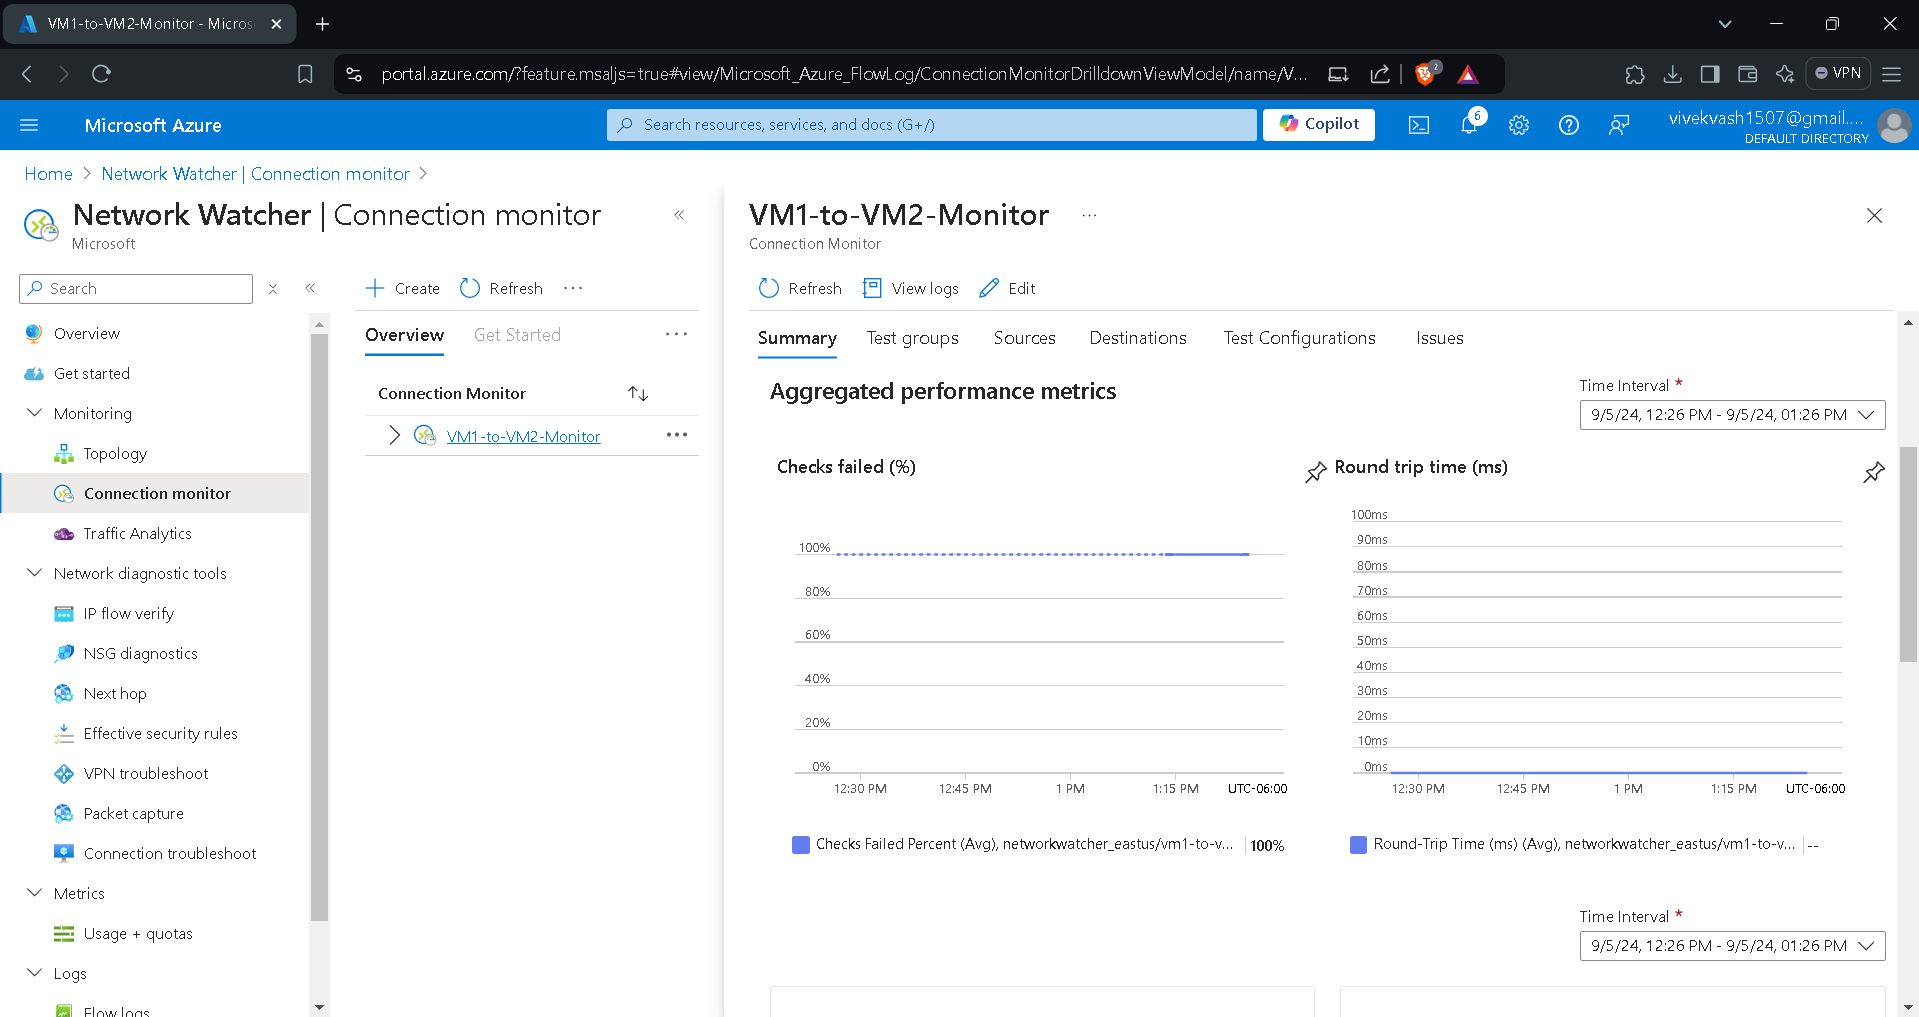 VM1-to-VM2-Monitor - Micros
portal.azure.com/?feature.msaljs=true#view/Microsoft_Azure_FlowLog/ConnectionMonitorDrilldownViewModel/name/V...
2
VPN
Microsoft Azure
Search resources, services, and docs (G+/)
Copilot
6
vivekvash1507@gmail....
DEFAULT DIRECTORY
Home > Network Watcher | Connection monitor >
Network Watcher | Connection monitor
Microsoft
Search
Overview
Get started
Monitoring
Topology
Connection monitor
Traffic Analytics
Network diagnostic tools
IP flow verify
NSG diagnostics
Next hop
Effective security rules
VPN troubleshoot
Packet capture
Connection troubleshoot
Metrics
Usage + quotas
Logs
Flow logs
Create
Refresh
...
Overview
Get Started
...
Connection Monitor
VM1-to-VM2-Monitor
...
VM1-to-VM2-Monitor
...
Connection Monitor
Refresh
View logs
Edit
Summary
Test groups
Sources
Destinations
Test Configurations
Issues
Aggregated performance metrics
Time Interval *
9/5/24, 12:26 PM - 9/5/24, 01:26 PM
Checks failed (%)
100%
80%
60%
40%
20%
0%
12:30 PM
12:45 PM
1 PM
1:15 PM
UTC-06:00
Checks Failed Percent (Avg), networkwatcher_eastus/vm1-to-v...
100%
Round trip time (ms)
100ms
90ms
80ms
70ms
60ms
50ms
40ms
30ms
20ms
10ms
0ms
12:30 PM
12:45 PM
1 PM
1:15 PM
UTC-06:00
Round-Trip Time (ms) (Avg), networkwatcher_eastus/vm1-to-v...
--
Time Interval *
9/5/24, 12:26 PM - 9/5/24, 01:26 PM